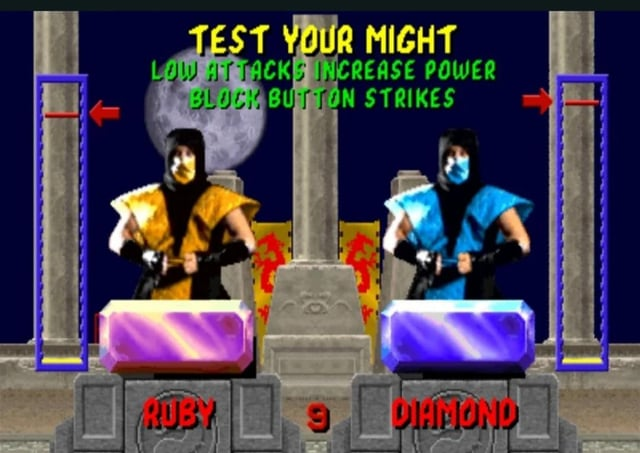 TEST YOUR MIGHT
LOW ATTACKS INCREASE POWER
BLOCK BUTTON STRIKES
RUBY 9 DIAMOND